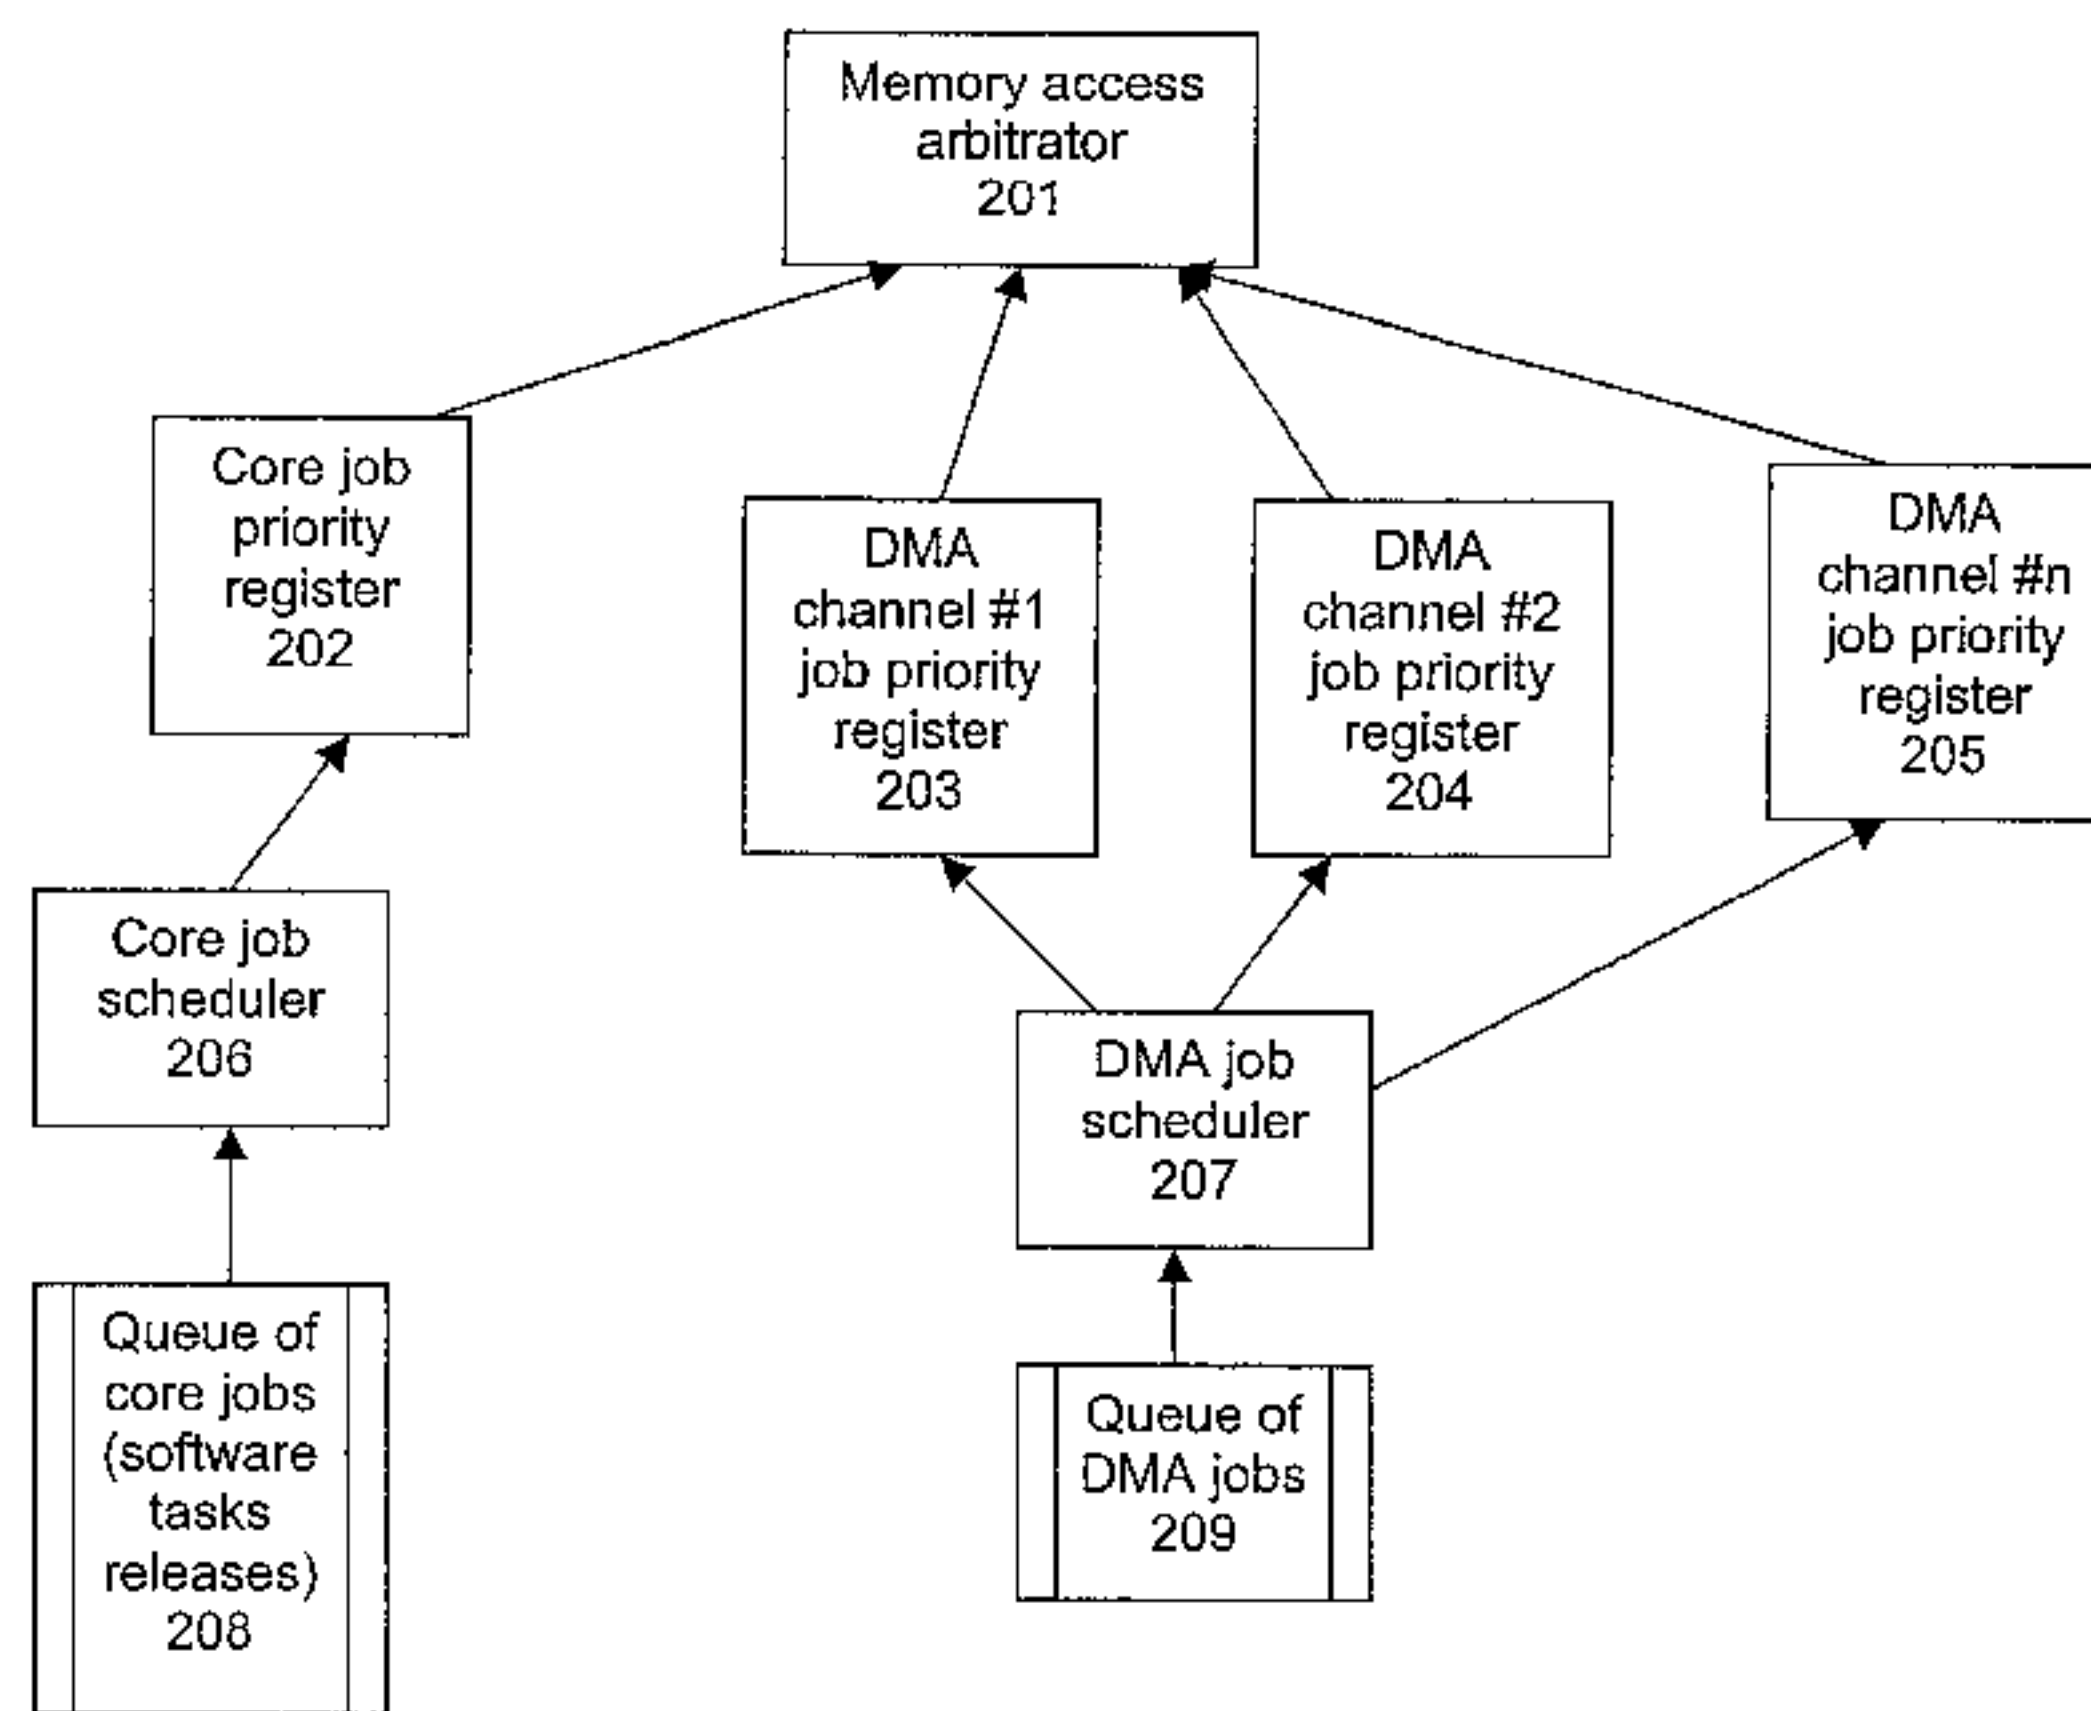 Memory access
arbitrator
201
Core job
priority
register
202
DMA
channel #1
job priority
register
203
DMA
channel #2
job priority
register
204
DMA
channel #n
job priority
register
205
Core job
scheduler
206
DMA job
scheduler
207
Queue of
core jobs
(software
tasks
releases)
208
Queue of
DMA jobs
209